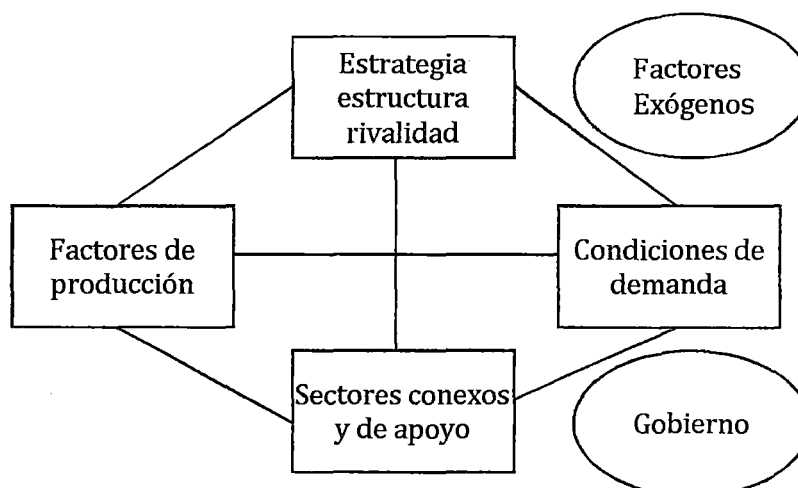 Estrategia
estructura
rivalidad
Factores
Exógenos
Factores de
producción
Condiciones de
demanda
Sectores conexos
y de apoyo
Gobierno